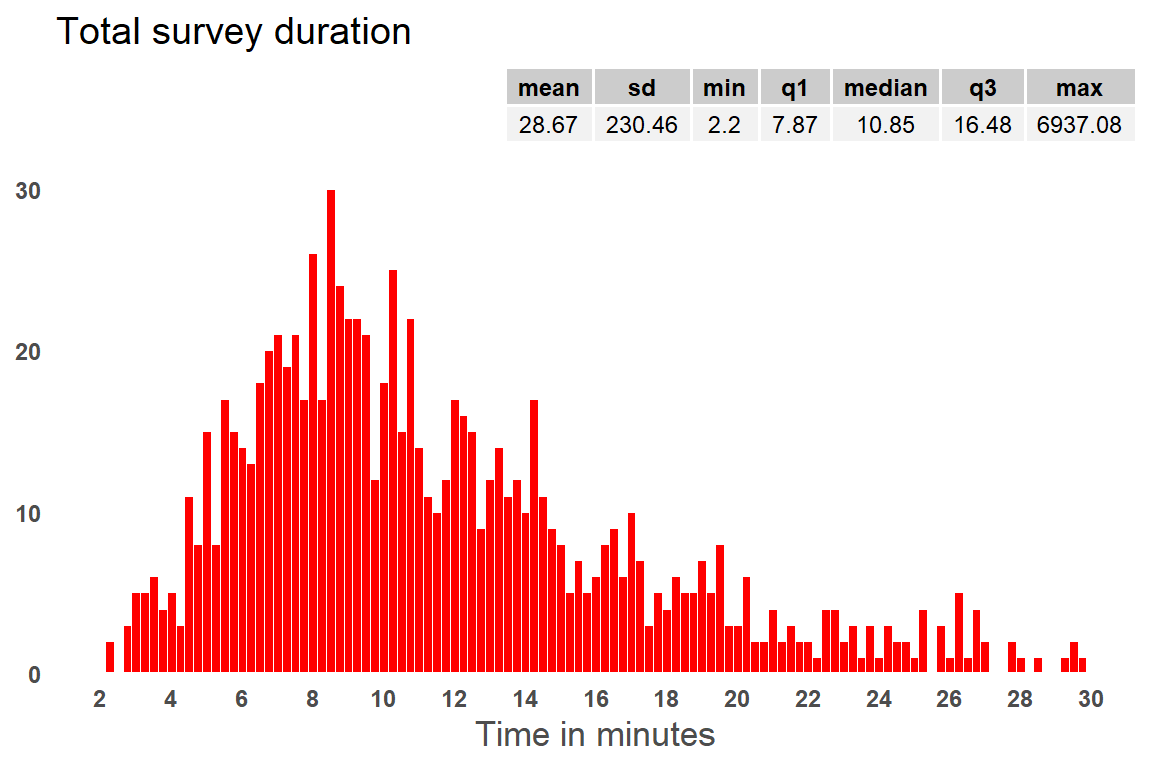 Total survey duration
mean sd min q1 median q3 max
28.67 230.46 2.2 7.87 10.85 16.48 6937.08
30
20
10
0
2 4 6 8 10 12 14 16 18 20 22 24 26 28 30
Time in minutes